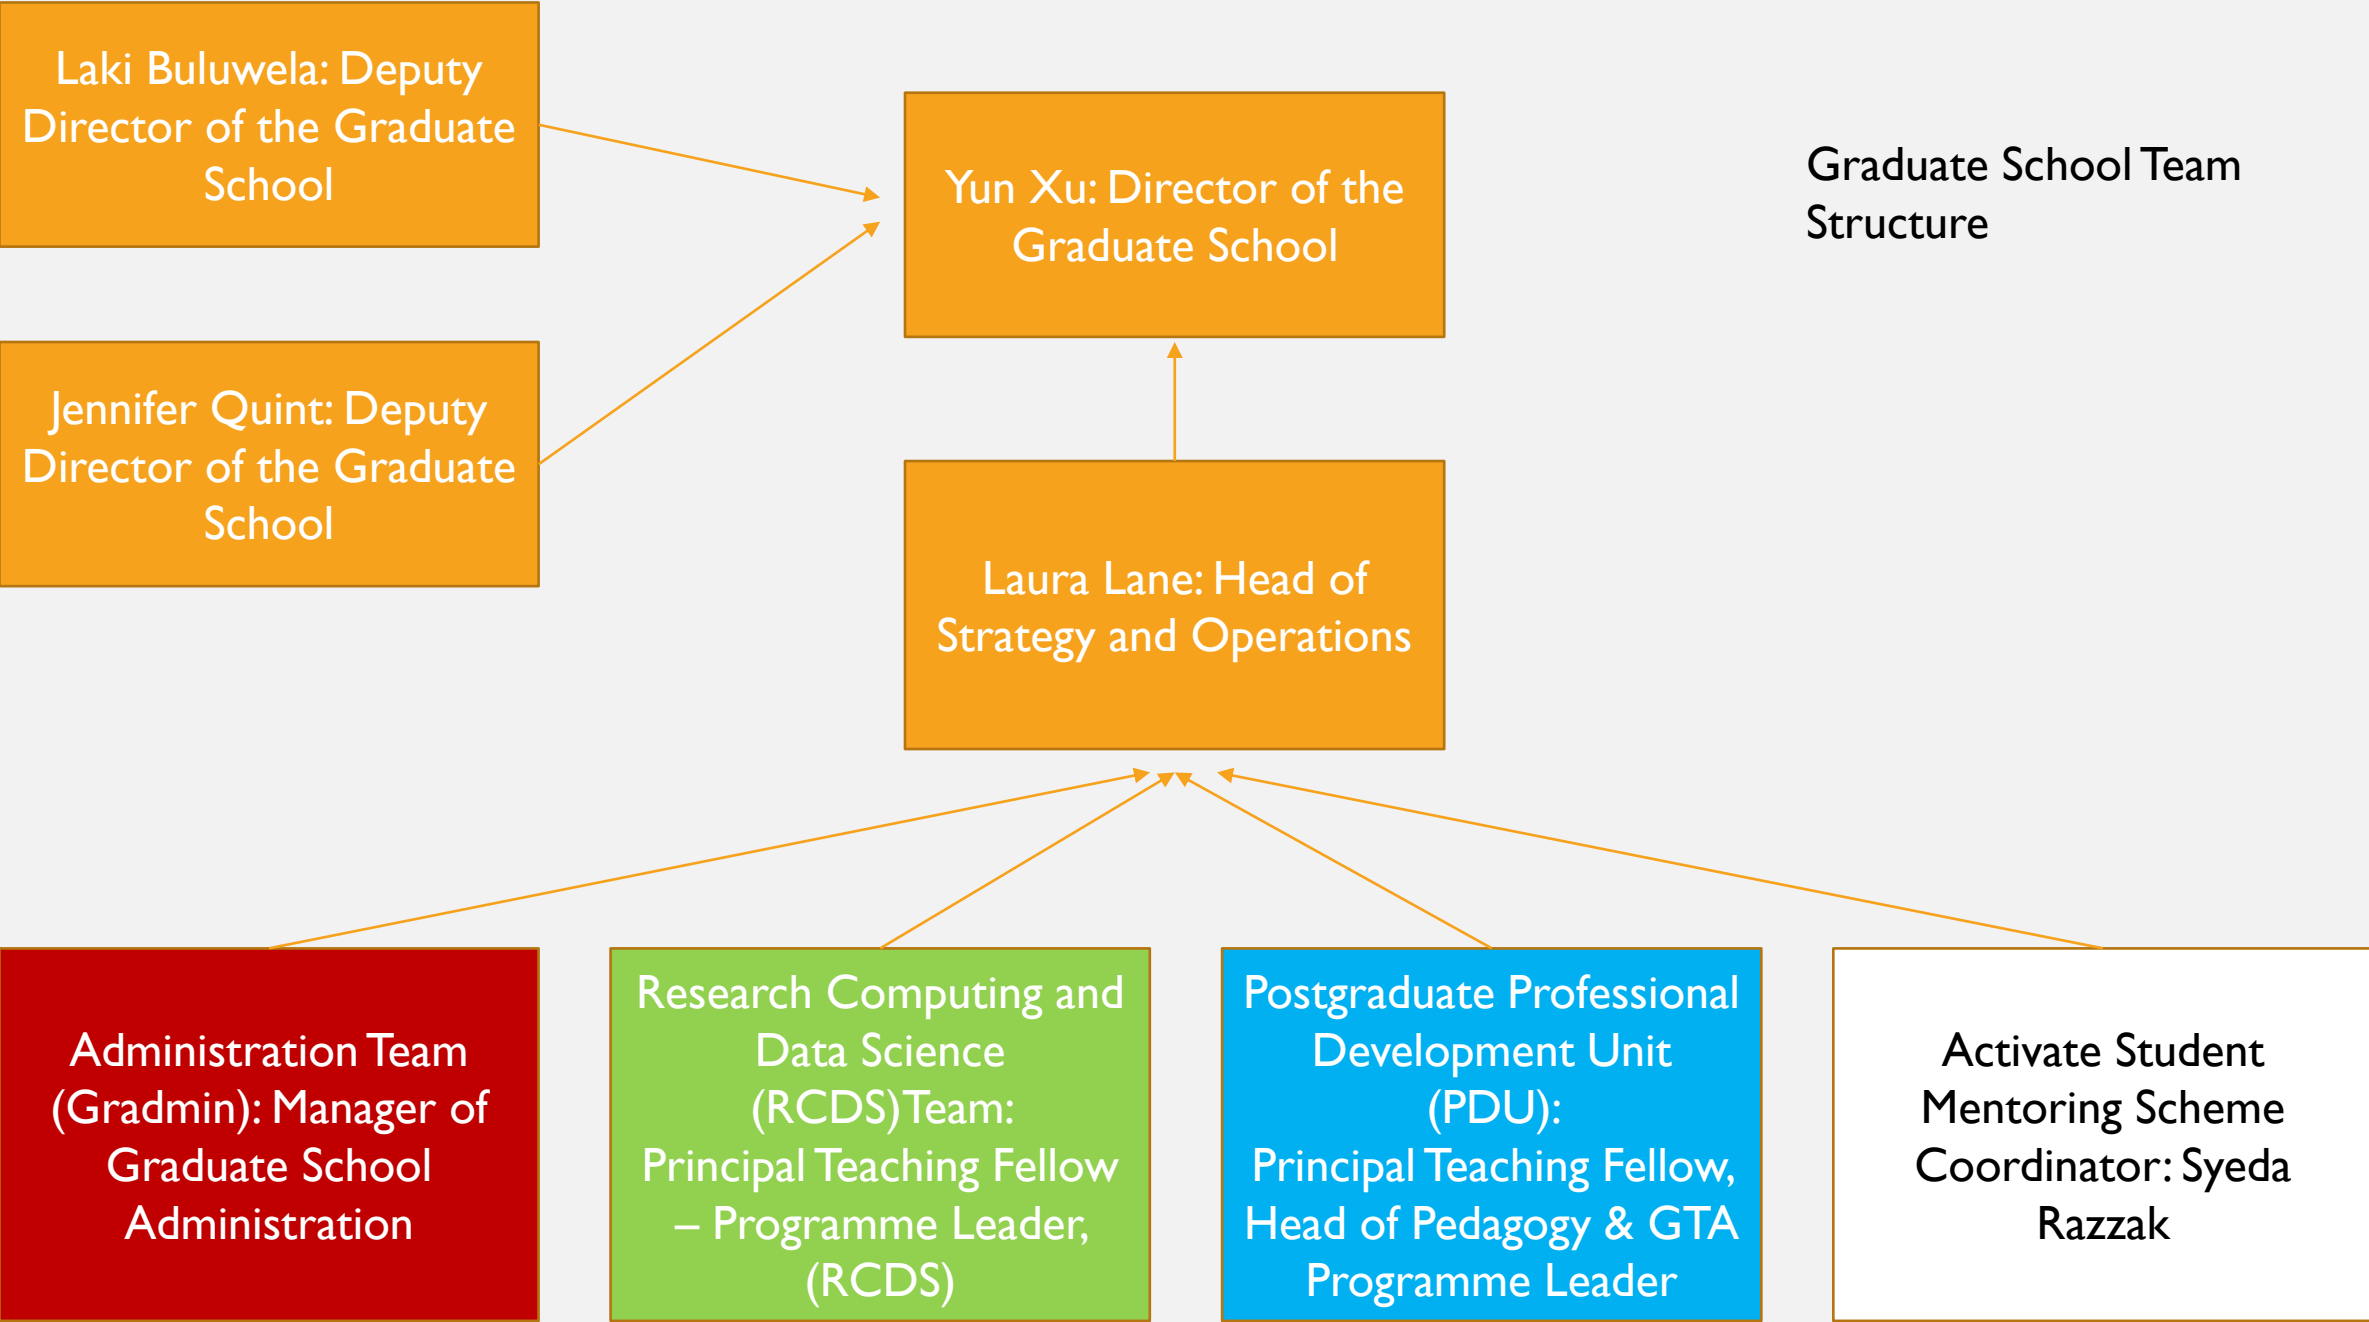 Laki Buluwela: Deputy
Director of the Graduate
School
Yun Xu: Director of the
Graduate School
Graduate School Team
Structure
Jennifer Quint: Deputy
Director of the Graduate
School
Laura Lane: Head of
Strategy and Operations
Administration Team
(Gradmin): Manager of
Graduate School
Administration
Research Computing and
Data Science
(RCDS) Team:
Principal Teaching Fellow
– Programme Leader,
(RCDS)
Postgraduate Professional
Development Unit
(PDU):
Principal Teaching Fellow,
Head of Pedagogy & GTA
Programme Leader
Activate Student
Mentoring Scheme
Coordinator: Syeda
Razzak